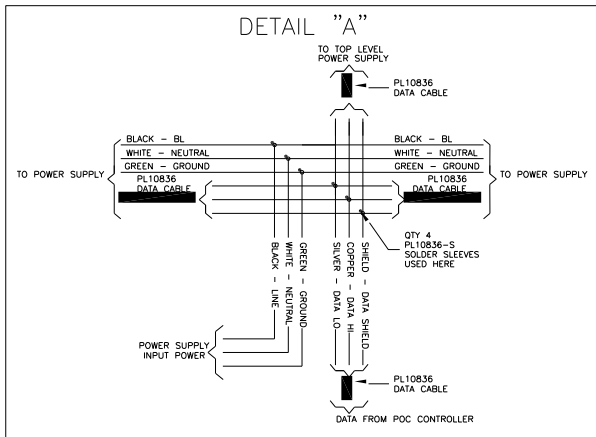 DETAIL "A"
TO TOP LEVEL
POWER SUPPLY
PL10836
DATA CABLE
BLACK - BL
WHITE - NEUTRAL
GREEN - GROUND
PL10836
DATA CABLE
TO POWER SUPPLY
BLACK - BL
WHITE - NEUTRAL
GREEN - GROUND
PL10836
DATA CABLE
TO POWER SUPPLY
QTY 4
PL10836-S
SOLDER SLEEVES
USED HERE
BLACK - LINE
WHITE - NEUTRAL
GREEN - GROUND
SILVER - DATA LO
COPPER - DATA HI
SHIELD - DATA SHIELD
POWER SUPPLY
INPUT POWER
PL10836
DATA CABLE
DATA FROM POC CONTROLLER